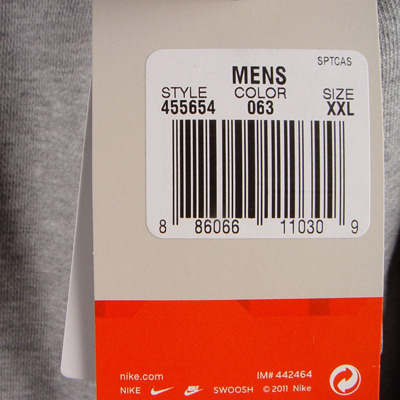 SPTCAS
MENS
STYLE COLOR SIZE
455654 063 XXL
8 86066 11030 9
nike.com IM# 442464
NIKE SWOOSH ©2011 Nike